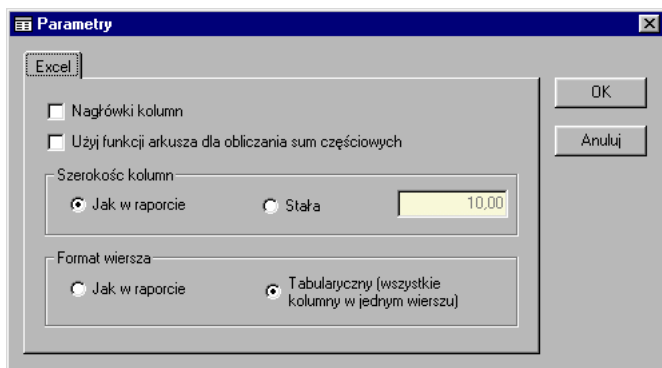 Parametry
Excel
OK
Nagłówki kolumn
Użyj funkcji arkusza dla obliczania sum częściowych
Anuluj
Szerokośc kolumn
Jak w raporcie
Stała
10,00
Format wiersza
Jak w raporcie
Tabularyczny (wszystkie
kolumny w jednym wierszu)